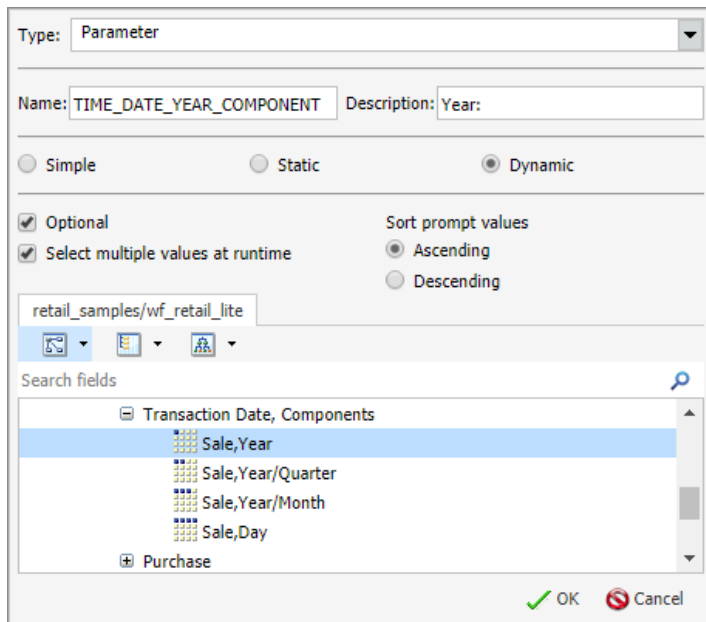 Type: Parameter
Name: TIME_DATE_YEAR_COMPONENT Description: Year:
Simple Static Dynamic
Optional Sort prompt values
Select multiple values at runtime Ascending
Descending
retail_samples/wf_retail_lite
Search fields
Transaction Date, Components
Sale,Year
Sale,Year/Quarter
Sale,Year/Month
Sale,Day
Purchase
OK Cancel